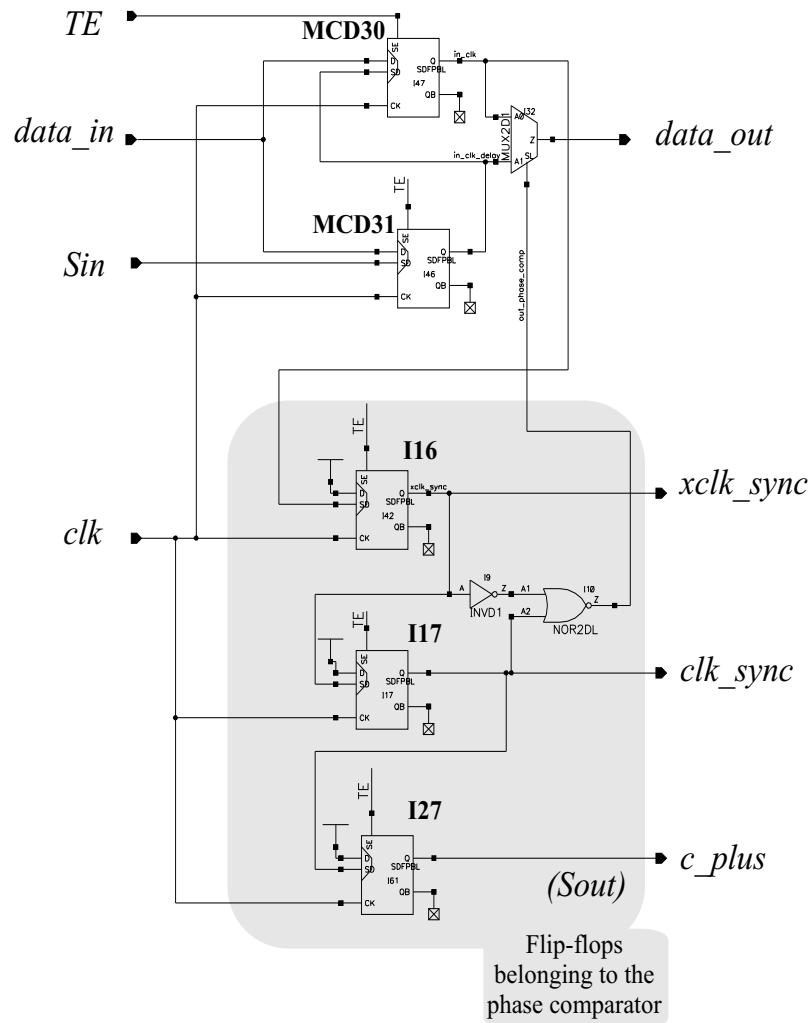 TE
MCD30
SE
D
SD
Q
SDFPBL
I47
QB
CK
in_clk
data_in
I32
A0
MUX2D1
Z
SL
A1
data_out
in_clk_delay
TE
MCD31
SE
Sin
D
SD
Q
SDFPBL
I46
QB
CK
out_phase_comp
TE
I16
SE
D
SD
Q
SDFPBL
I42
QB
CK
xclk_sync
xclk_sync
clk
I9
A
Z
INVD1
A1
A2
I10
Z
NOR2DL
TE
I17
SE
D
SD
Q
SDFPBL
I17
QB
CK
clk_sync
TE
I27
SE
D
SD
Q
SDFPBL
I61
QB
CK
c_plus
(Sout)
Flip-flops
belonging to the
phase comparator